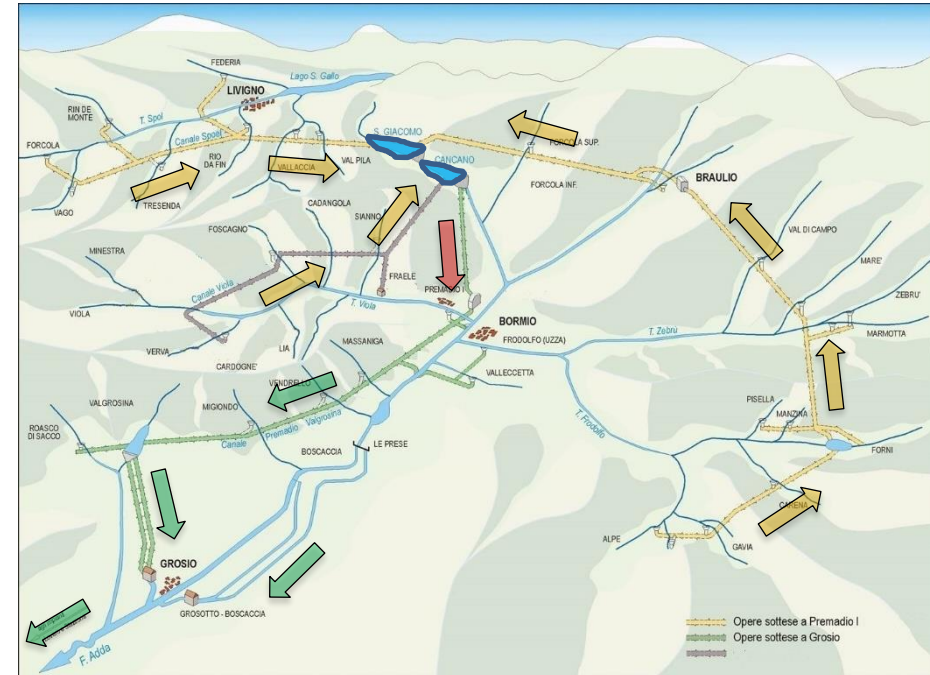 FEDERIA
Lago S. Gallo
LIVIGNO
RIN DE
MONTE
T. Spol
FORCOLA
Canale Spoel
S. GIACOMO
FORCOLA SUP.
RIO
DA FIN
VALLACCIA
VAL PILA
CANCANO
BRAULIO
FORCOLA INF.
VAGO
TRESENDA
CADANGOLA
SIANNO
VAL DI CAMPO
FOSCAGNO
MINESTRA
MARE'
FRAELE
PREMADIO I
ZEBRU'
Canale Viola
T. Viola
VIOLA
BORMIO
T. Zebru
MARMOTTA
FRODOLFO (UZZA)
VERVA
LIA
MASSANIGA
CARDOGNE'
VALLECCETTA
VENDRELLO
VALGROSINA
MIGIONDO
PISELLA
MANZINA
T. Frodolfo
ROASCO
DI SACCO
Canale Premadio Valgrosina
LE PRESE
BOSCACCIA
FORNI
CARENA
ALPE
GAVIA
GROSIO
GROSOTTO - BOSCACCIA
F. Adda
Opere sottese a Premadio I
Opere sottese a Grosio